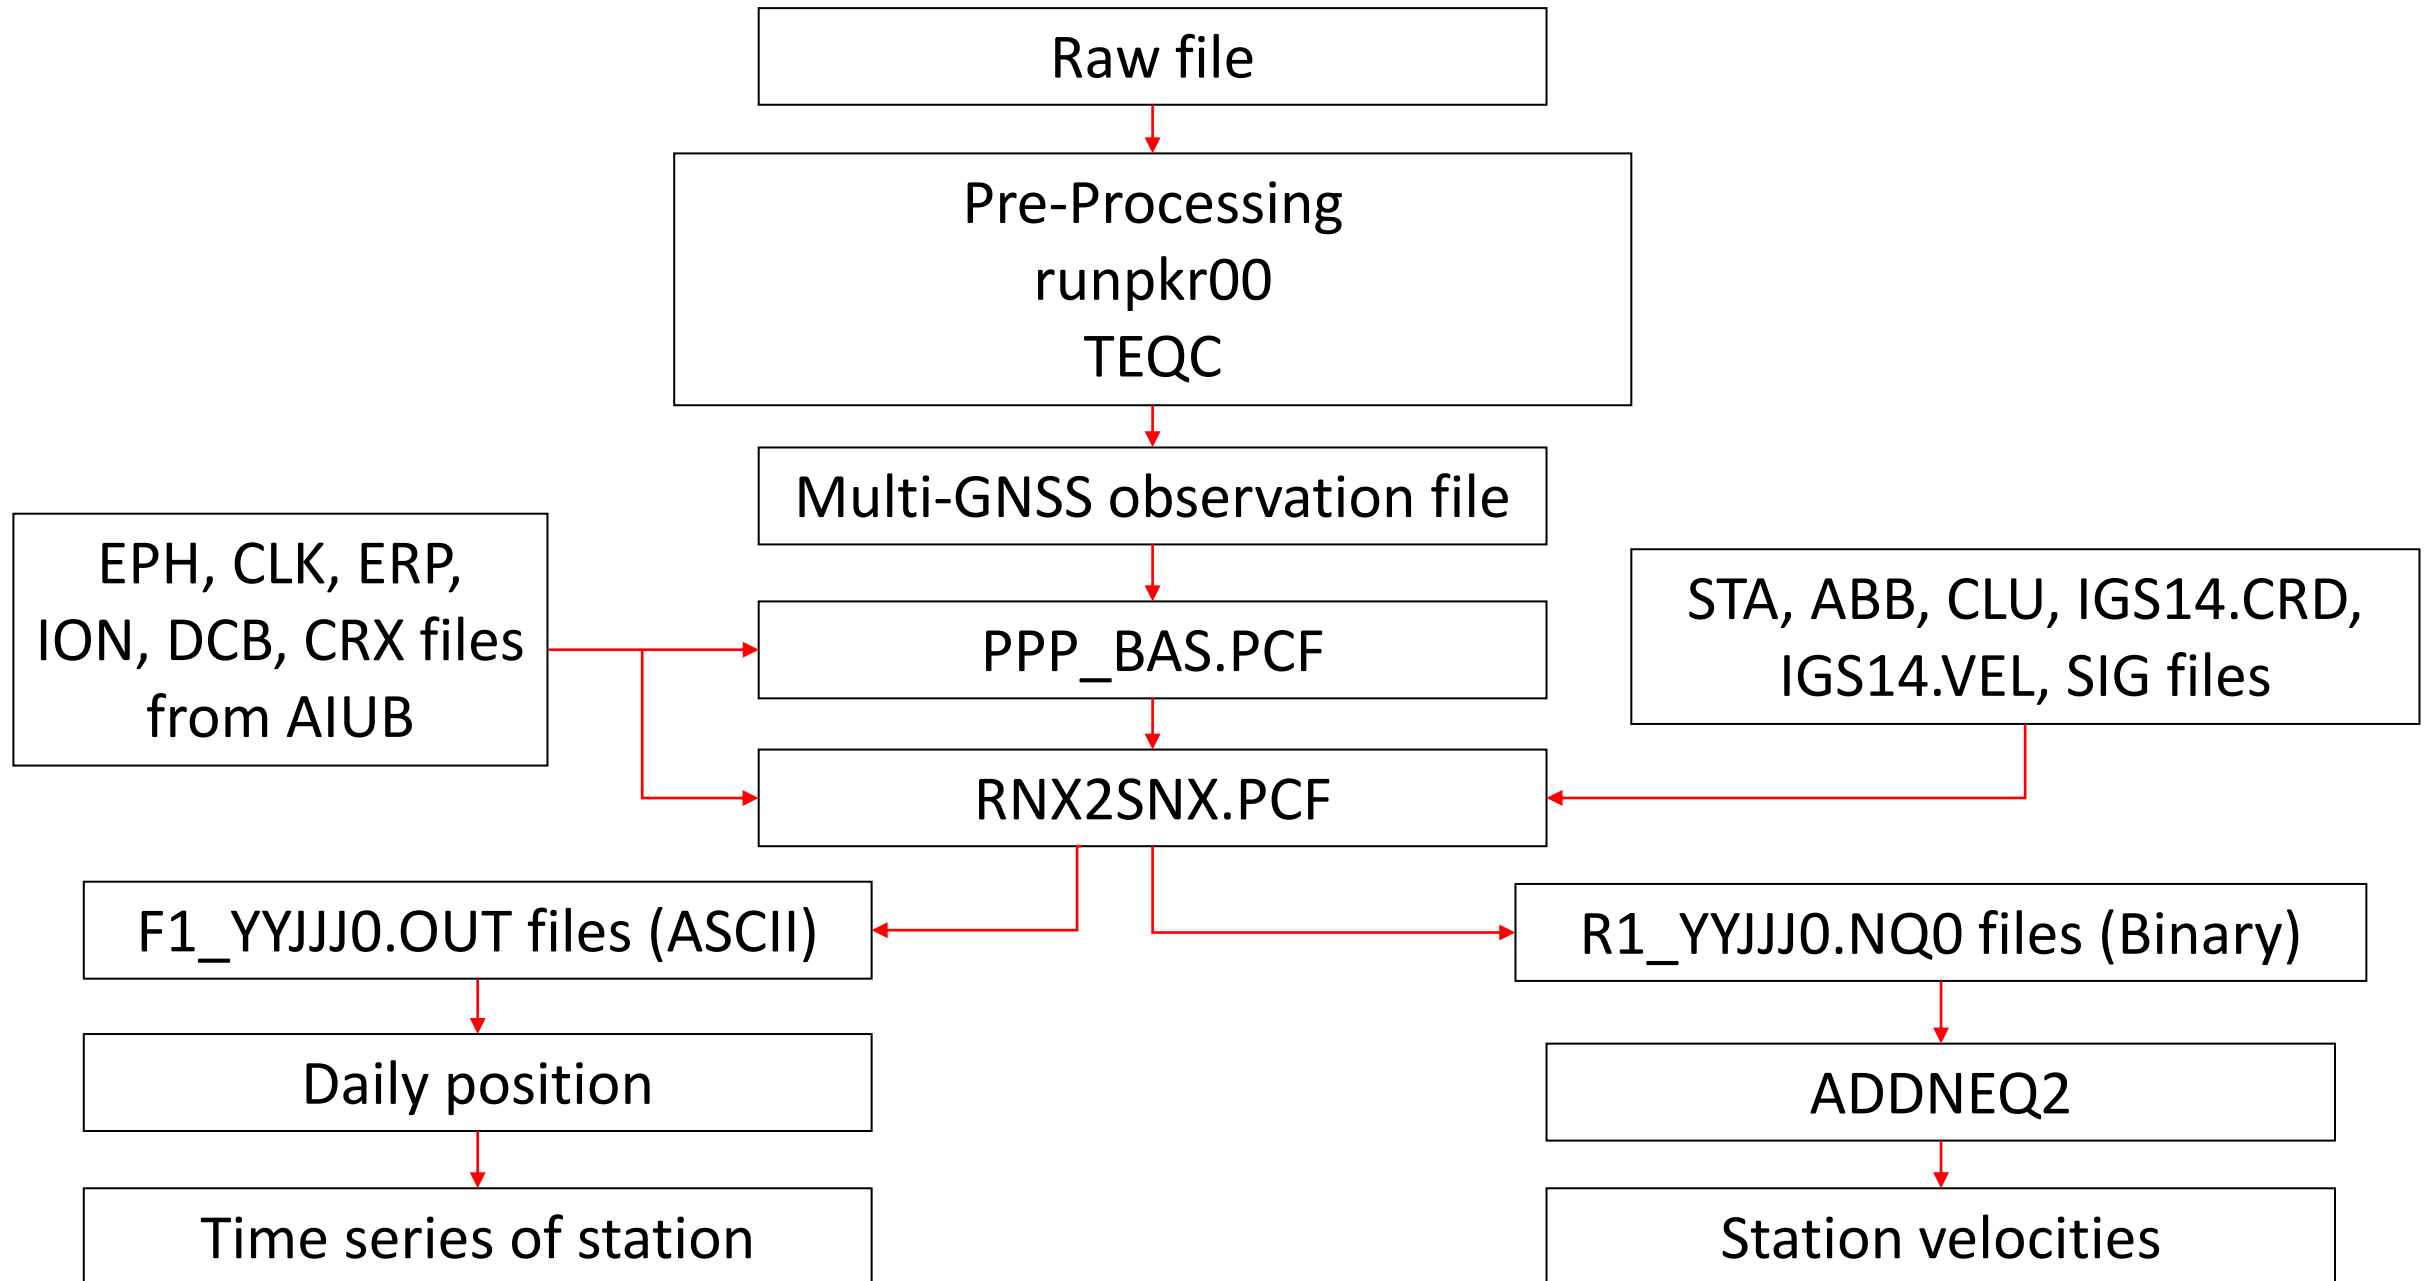 Raw file
Pre-Processing
runpkr00
TEQC
Multi-GNSS observation file
EPH, CLK, ERP,
ION, DCB, CRX files
from AIUB
STA, ABB, CLU, IGS14.CRD,
IGS14.VEL, SIG files
PPP_BAS.PCF
RNX2SNX.PCF
F1_YYJJJ0.OUT files (ASCII)
R1_YYJJJ0.NQ0 files (Binary)
Daily position
ADDNEQ2
Time series of station
Station velocities